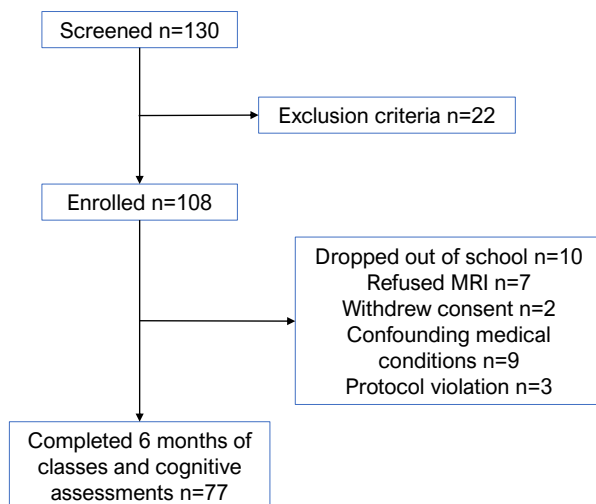 Screened n=130
Exclusion criteria n=22
Enrolled n=108
Dropped out of school n=10
Refused MRI n=7
Withdrew consent n=2
Confounding medical
conditions n=9
Protocol violation n=3
Completed 6 months of
classes and cognitive
assessments n=77